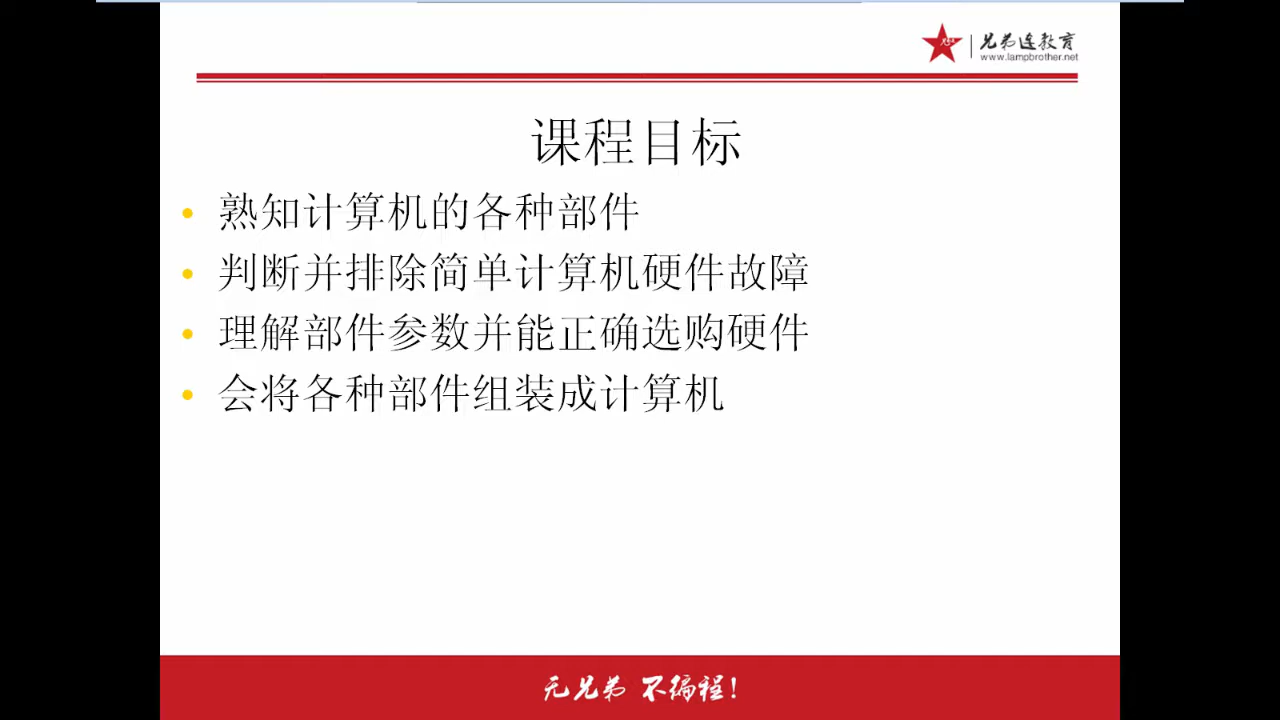 兄弟连教育
www.lampbrother.net
课程目标
• 熟知计算机的各种部件
• 判断并排除简单计算机硬件故障
• 理解部件参数并能正确选购硬件
• 会将各种部件组装成计算机
无兄弟 不编程！